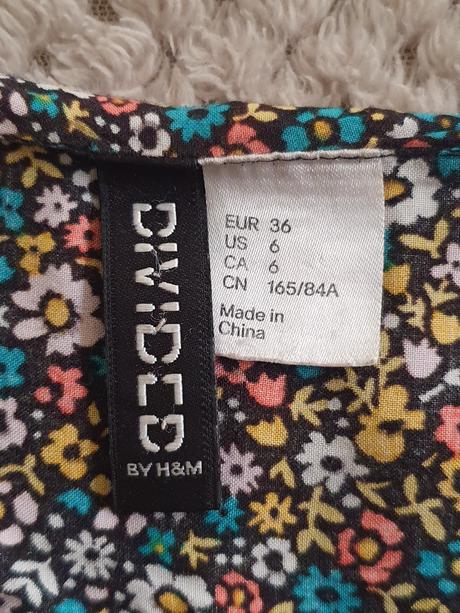 DIVIDED
BY H&M
EUR 36
US 6
CA 6
CN 165/84A
Made in
China